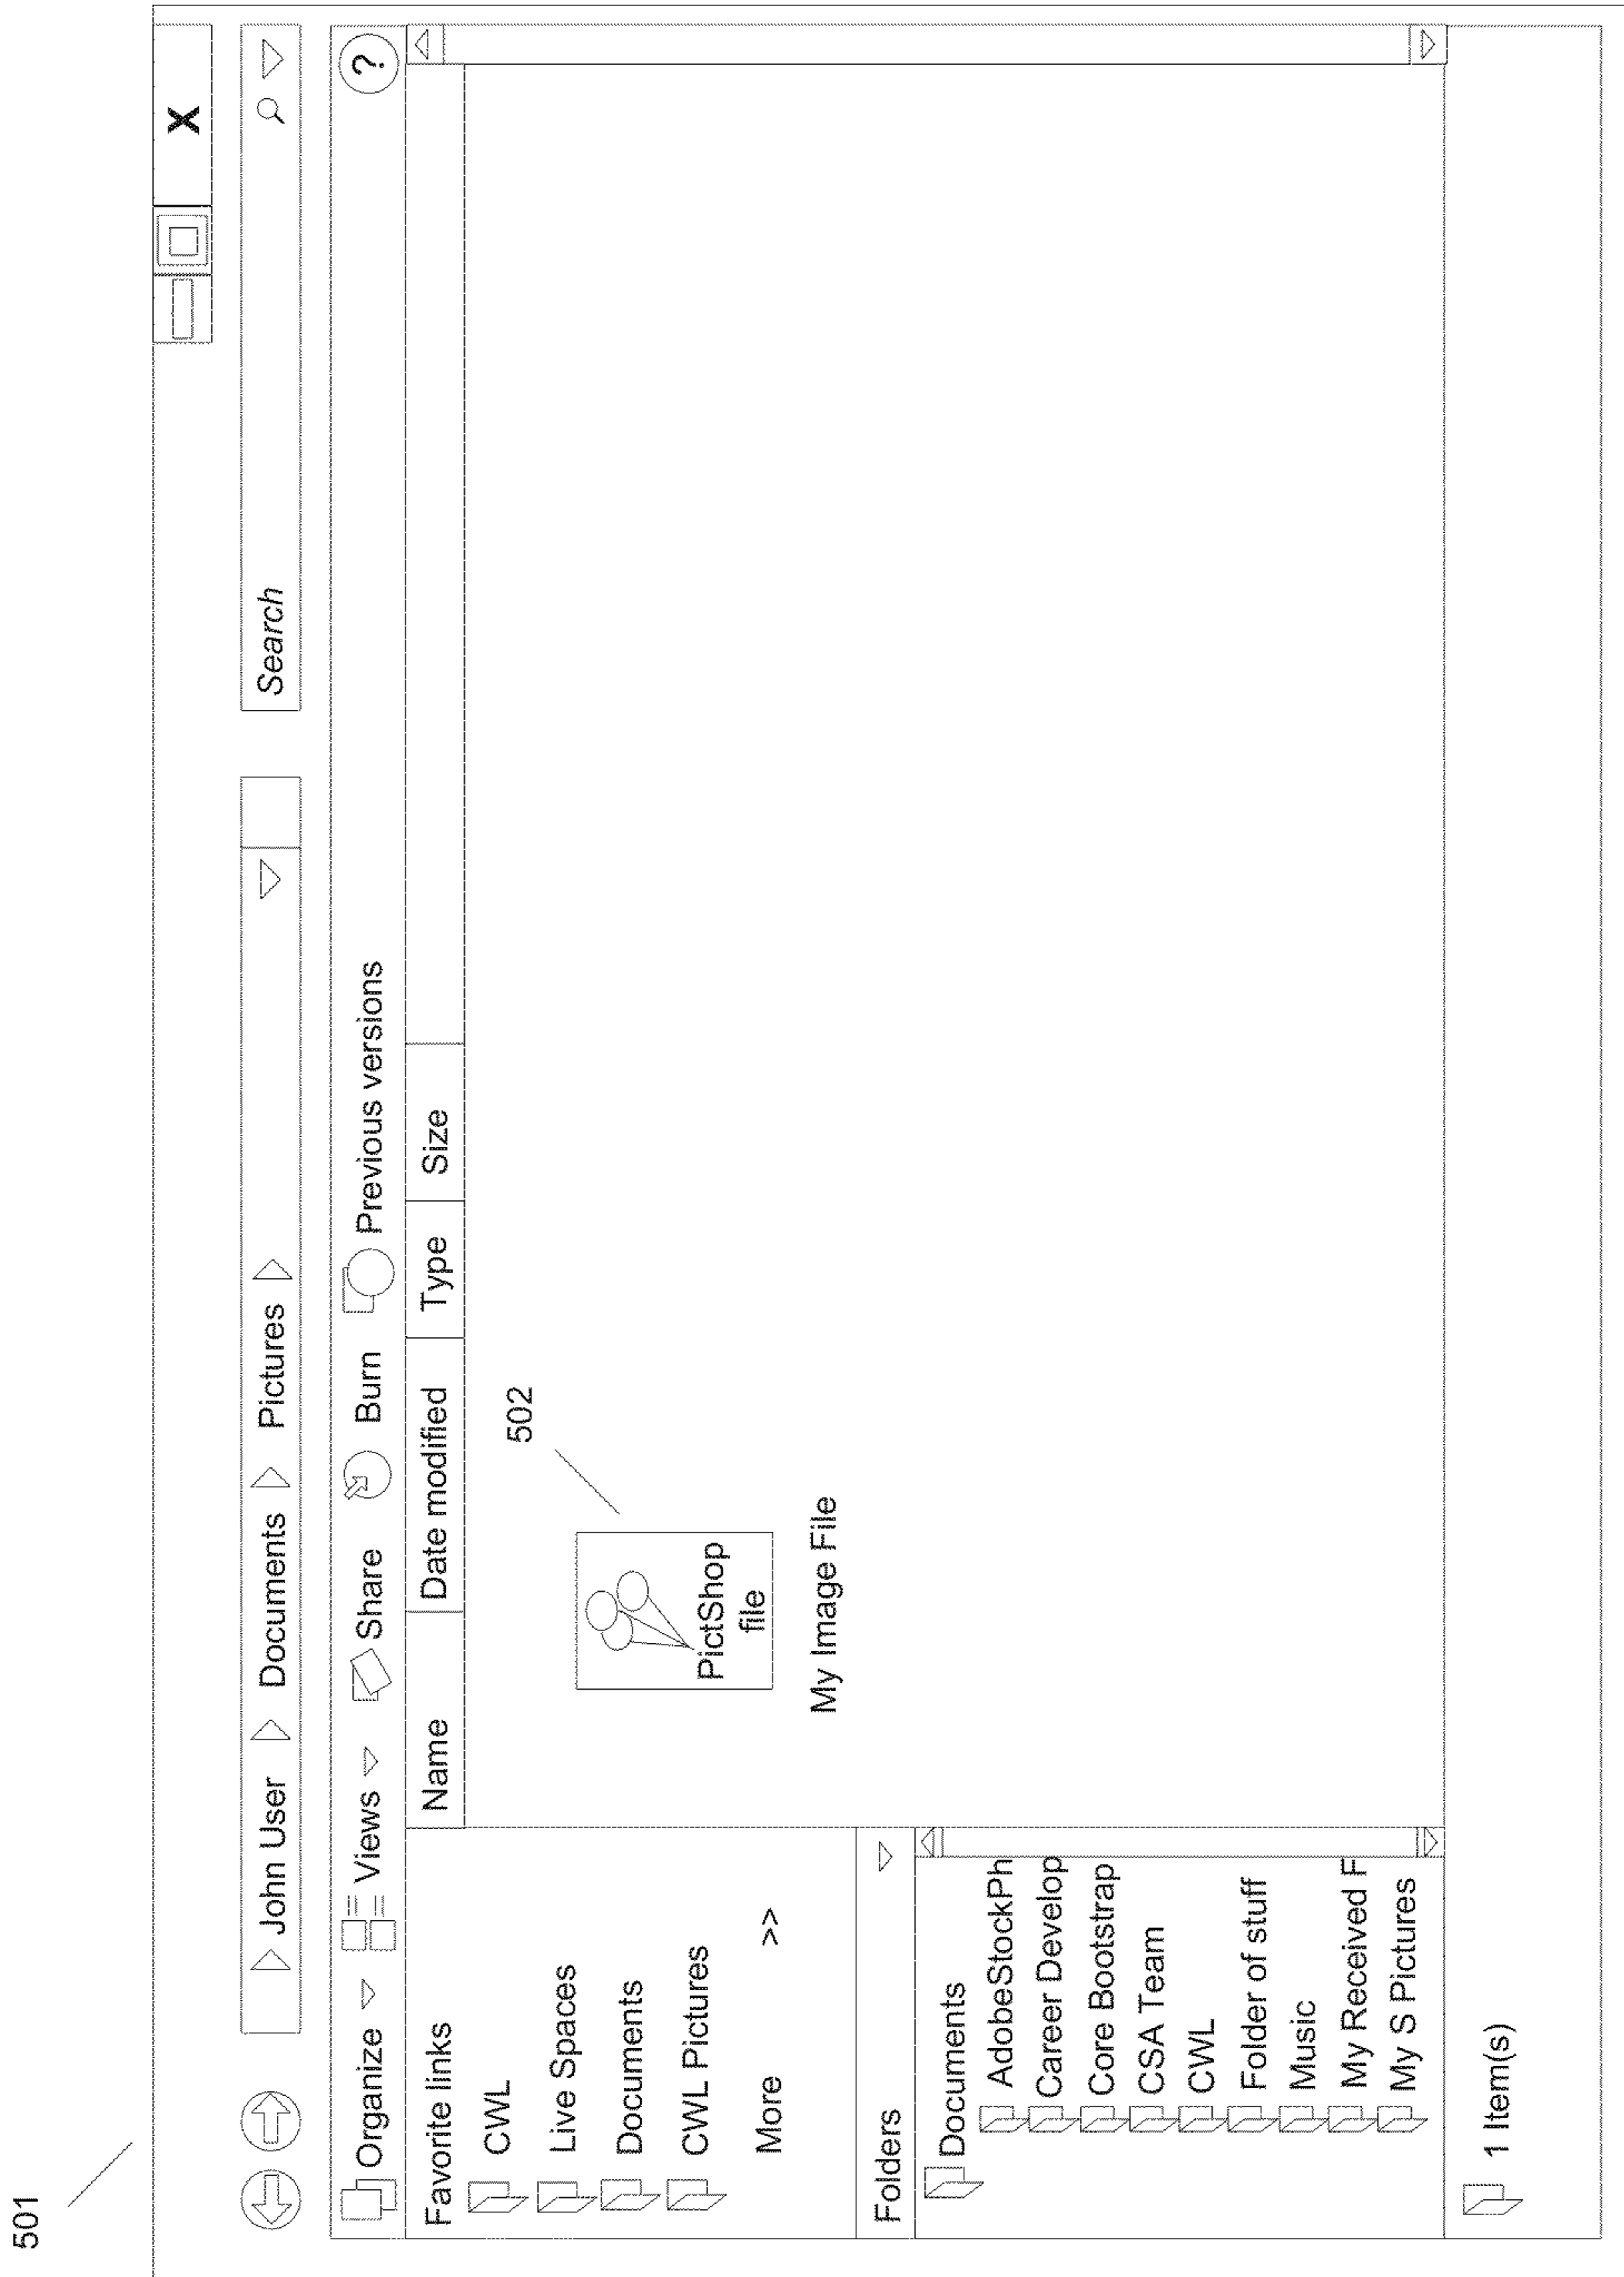 501
X
John User Documents Pictures
Search
Organize Views Share Burn Previous versions
?
Favorite links
CWL
Live Spaces
Documents
CWL Pictures
More >>
Folders
Documents
AdobeStockPh
Career Develop
Core Bootstrap
CSA Team
CWL
Folder of stuff
Music
My Received F
My S Pictures
Name Date modified Type Size
502
PictShop
file
My Image File
1 Item(s)